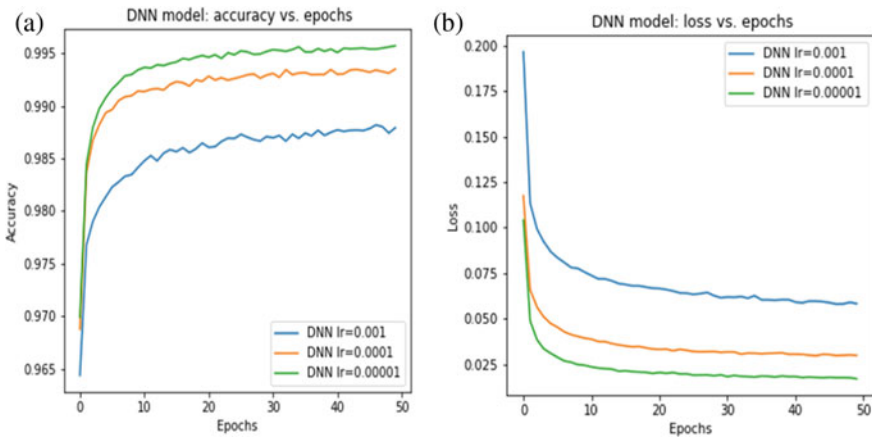 (a)
DNN model: accuracy vs. epochs
0.995
0.990
0.985
0.980
0.975
0.970
0.965
Accuracy
DNN lr=0.001
DNN lr=0.0001
DNN lr=0.00001
0
10
20
30
40
50
Epochs
(b)
DNN model: loss vs. epochs
0.200
0.175
0.150
0.125
0.100
0.075
0.050
0.025
Loss
DNN lr=0.001
DNN lr=0.0001
DNN lr=0.00001
0
10
20
30
40
50
Epochs